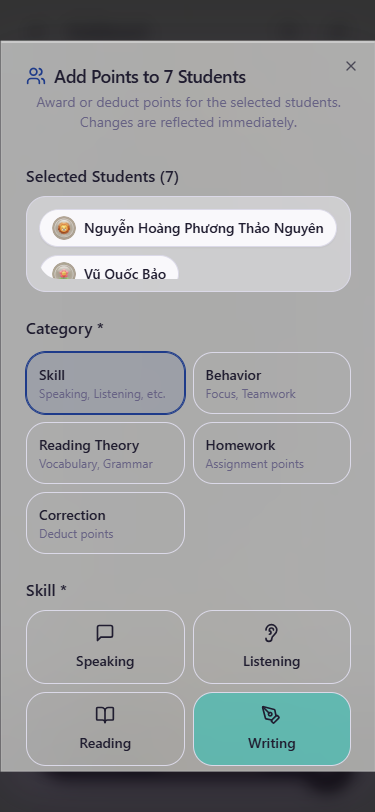 Add Points to 7 Students
Award or deduct points for the selected students.
Changes are reflected immediately.
Selected Students (7)
Nguyễn Hoàng Phương Thảo Nguyên
Vũ Quốc Bảo
Category *
Skill
Speaking, Listening, etc.
Behavior
Focus, Teamwork
Reading Theory
Vocabulary, Grammar
Homework
Assignment points
Correction
Deduct points
Skill *
Speaking
Listening
Reading
Writing